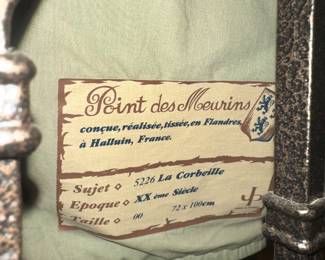 Point des Meurins
conçue, réalisée, tissée, en Flandres,
à Halluin, France.
Sujet ◇ 5226 La Corbeille
Epoque ◇ XX ème Siècle
Taille ◇ 00 72 x 100cm